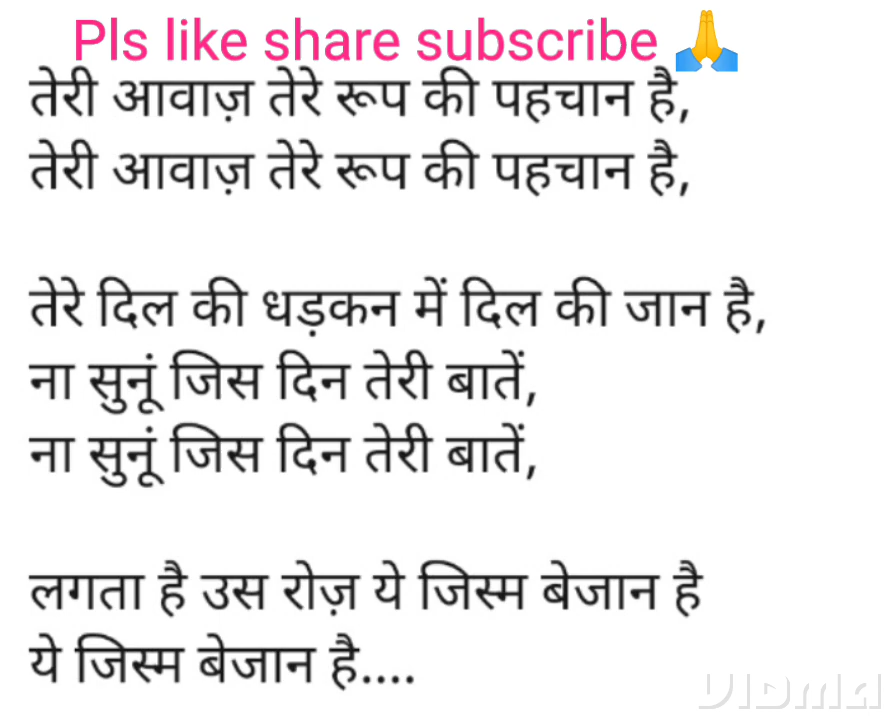 Pls like share subscribe 🙏
तेरी आवाज़ तेरे रूप की पहचान है,
तेरी आवाज़ तेरे रूप की पहचान है,
तेरे दिल की धड़कन में दिल की जान है,
ना सुनूं जिस दिन तेरी बातें,
ना सुनूं जिस दिन तेरी बातें,
लगता है उस रोज़ ये जिस्म बेजान है
ये जिस्म बेजान है....
VIDMA